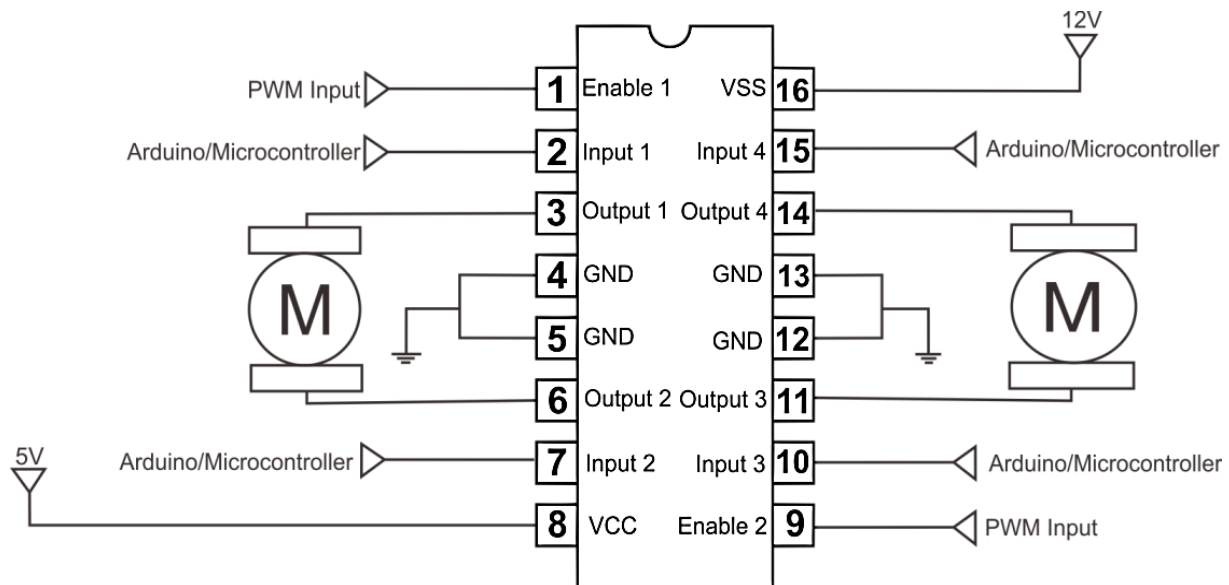 12V
PWM Input 1 Enable 1 VSS 16
Arduino/Microcontroller 2 Input 1 Input 4 15 Arduino/Microcontroller
3 Output 1 Output 4 14
4 GND GND 13
M M
5 GND GND 12
6 Output 2 Output 3 11
5V Arduino/Microcontroller 7 Input 2 Input 3 10 Arduino/Microcontroller
8 VCC Enable 2 9 PWM Input